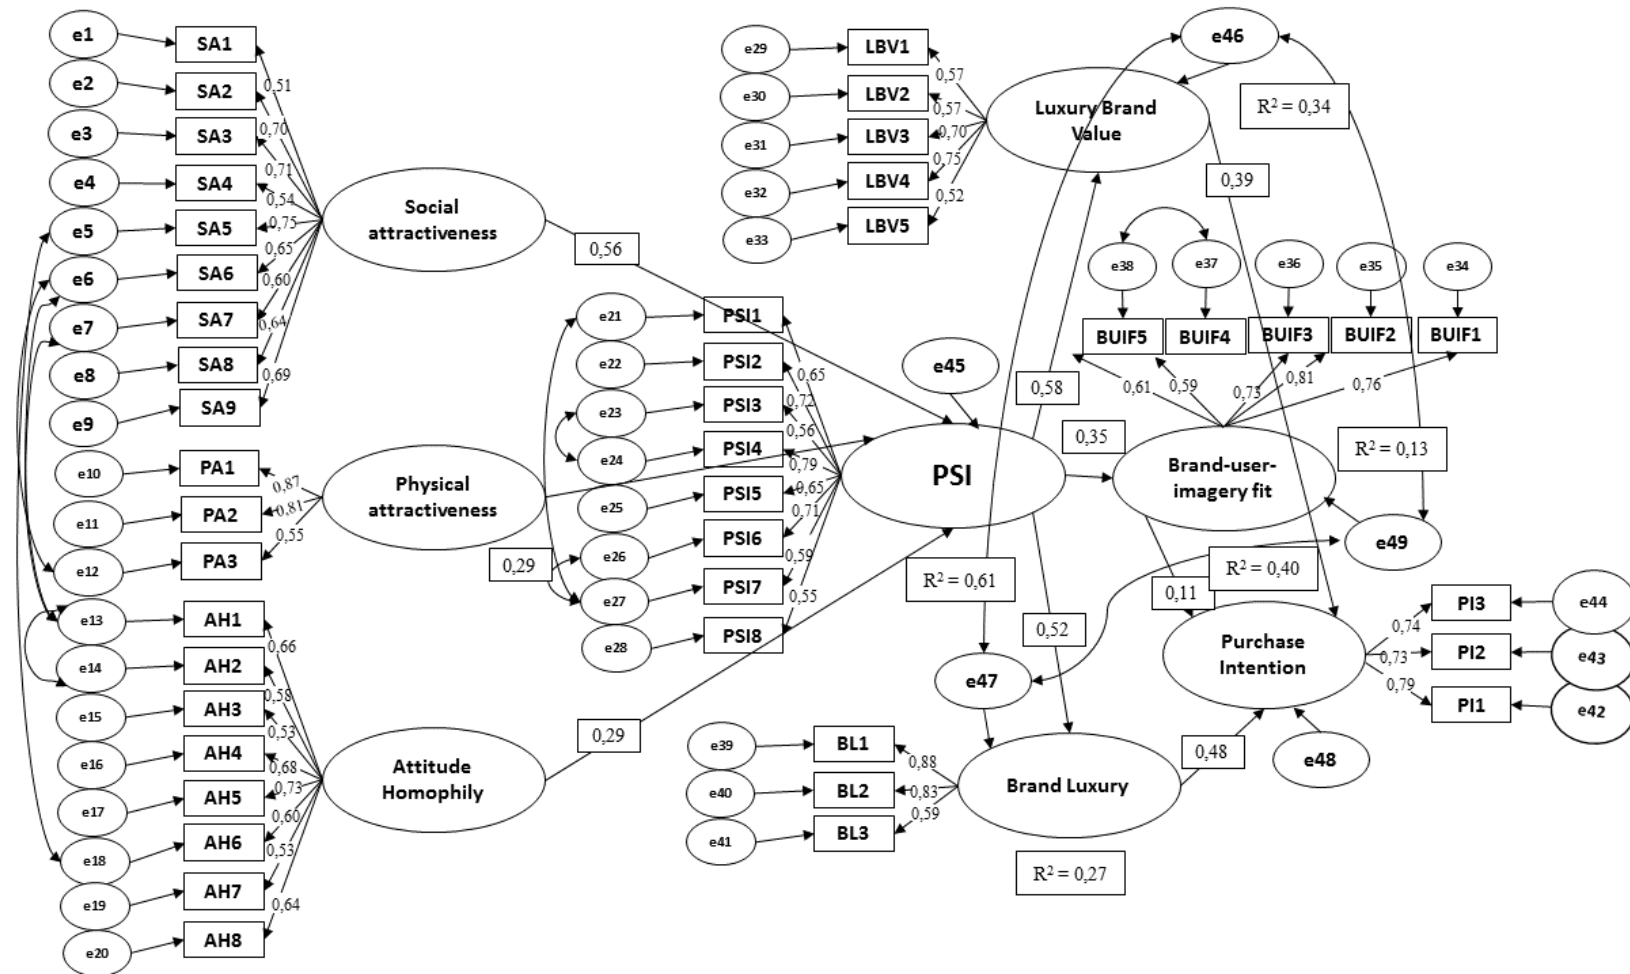 e1
e2
e3
e4
e5
e6
e7
e8
e9
e10
e11
e12
e13
e14
e15
e16
e17
e18
e19
e20
SA1
SA2
SA3
SA4
SA5
SA6
SA7
SA8
SA9
PA1
PA2
PA3
AH1
AH2
AH3
AH4
AH5
AH6
AH7
AH8
0,51
0,70
0,71
0,54
0,75
0,65
0,60
0,64
0,69
0,87
0,81
0,55
0,66
0,58
0,53
0,68
0,73
0,60
0,53
0,64
Social
attractiveness
Physical
attractiveness
Attitude
Homophily
0,56
0,29
0,29
e21
e22
e23
e24
e25
e26
e27
e28
PSI1
PSI2
PSI3
PSI4
PSI5
PSI6
PSI7
PSI8
0,65
0,72
0,56
0,79
0,65
0,71
0,59
0,55
e29
e30
e31
e32
e33
LBV1
LBV2
LBV3
LBV4
LBV5
0,57
0,57
0,70
0,75
0,52
Luxury Brand
Value
e46
R² = 0,34
0,39
e38
e37
e36
e35
e34
BUIF5
BUIF4
BUIF3
BUIF2
BUIF1
0,61
0,59
0,73
0,81
0,76
e45
PSI
0,58
0,35
Brand-user-
imagery fit
R² = 0,13
e49
R² = 0,61
R² = 0,40
0,11
0,52
e47
Purchase
Intention
0,74
0,73
0,79
PI3
PI2
PI1
e44
e43
e42
e39
e40
e41
BL1
BL2
BL3
0,88
0,83
0,59
Brand Luxury
0,48
e48
R² = 0,27